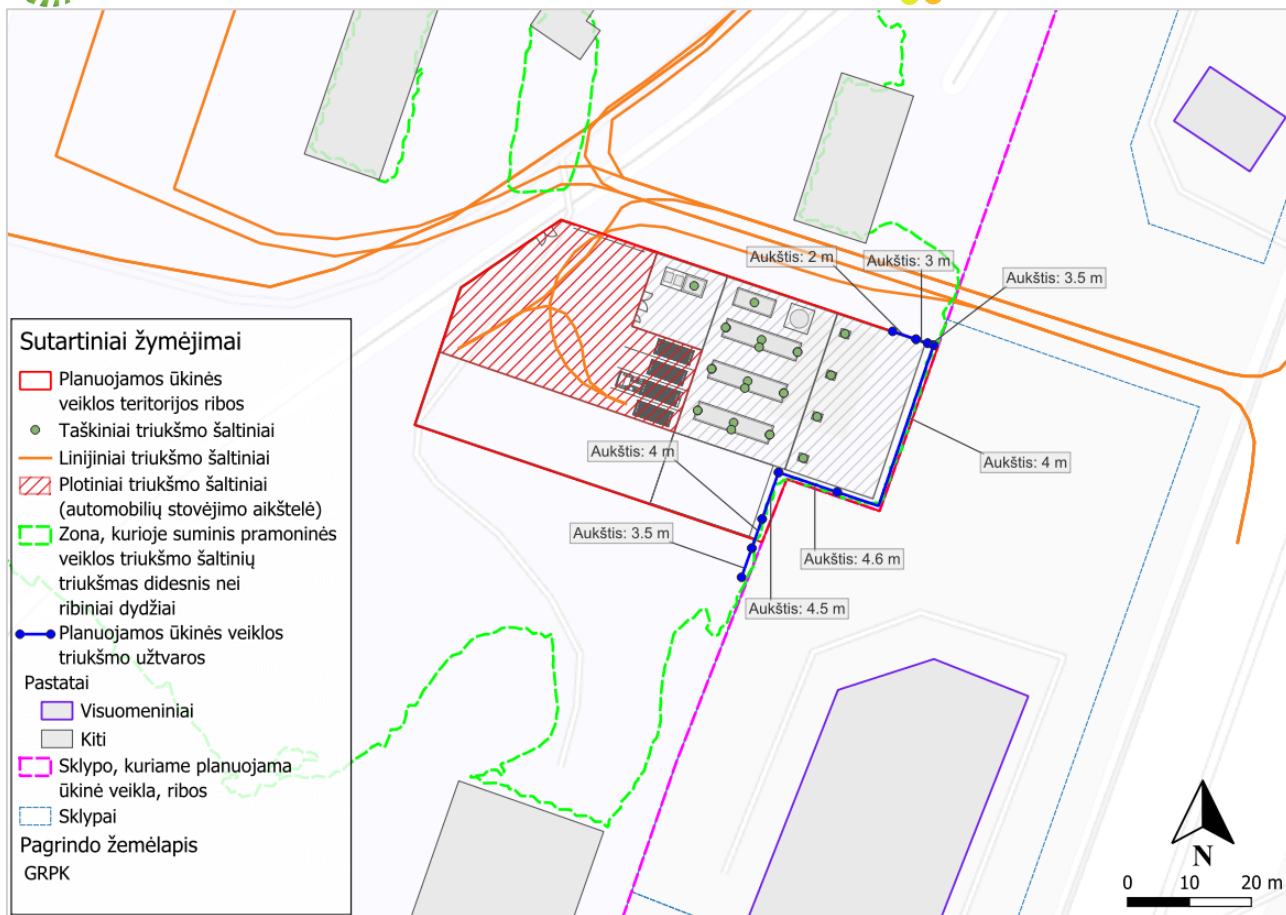 Aukštis: 2 m
Aukštis: 3 m
Aukštis: 3.5 m
Aukštis: 4 m
Aukštis: 4 m
Aukštis: 3.5 m
Aukštis: 4.6 m
Aukštis: 4.5 m
Sutartiniai žymėjimai
Planuojamos ūkinės
veiklos teritorijos ribos
Taškiniai triukšmo šaltiniai
Linijiniai triukšmo šaltiniai
Plotiniai triukšmo šaltiniai
(automobilių stovėjimo aikštelė)
Zona, kurioje suminis pramoninės
veiklos triukšmo šaltinių
triukšmas didesnis nei
ribiniai dydžiai
Planuojamos ūkinės veiklos
triukšmo užtvaros
Pastatai
Visuomeniniai
Kiti
Sklypo, kuriame planuojama
ūkinė veikla, ribos
Sklypai
Pagrindo žemėlapis
GRPK
N
0 10 20 m